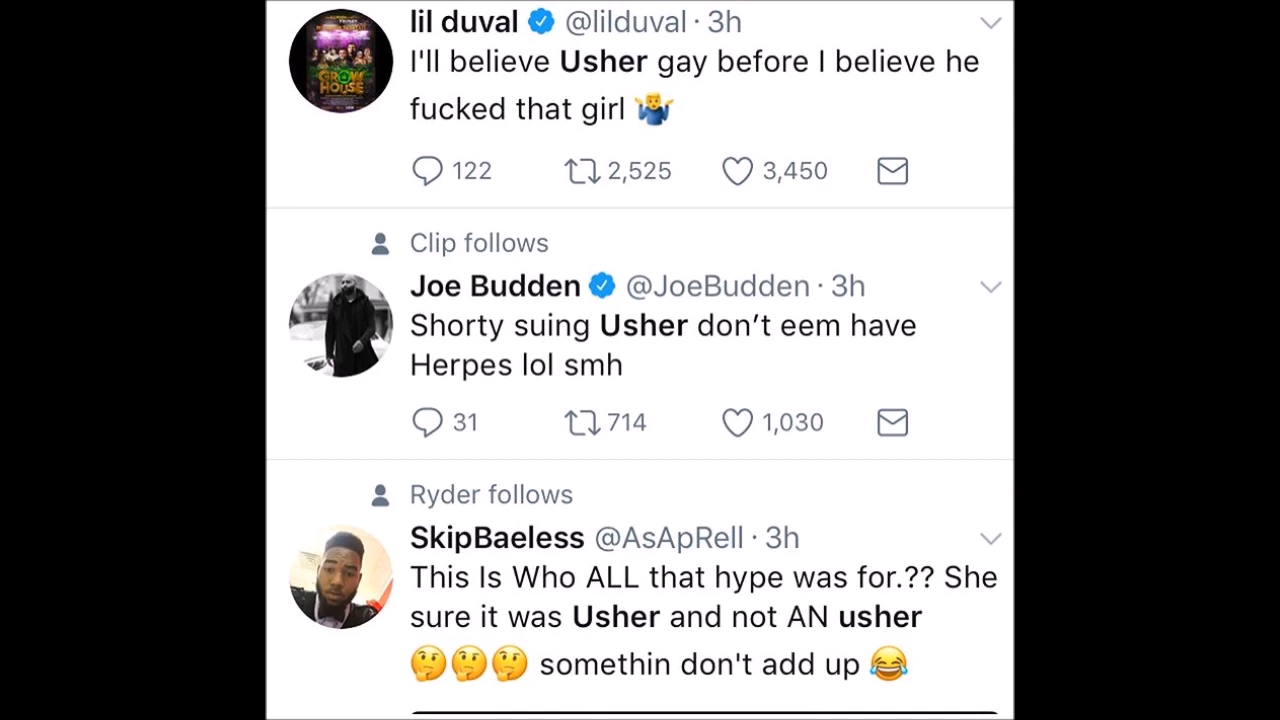 lil duval @lilduval · 3h
I'll believe Usher gay before I believe he
fucked that girl 🤷‍♂️
122 2,525 3,450
Clip follows
Joe Budden @JoeBudden · 3h
Shorty suing Usher don’t eem have
Herpes lol smh
31 714 1,030
Ryder follows
SkipBaeless @AsApRell · 3h
This Is Who ALL that hype was for.?? She
sure it was Usher and not AN usher
🤔🤔🤔 somethin don't add up 😂
GROW
HOUSE